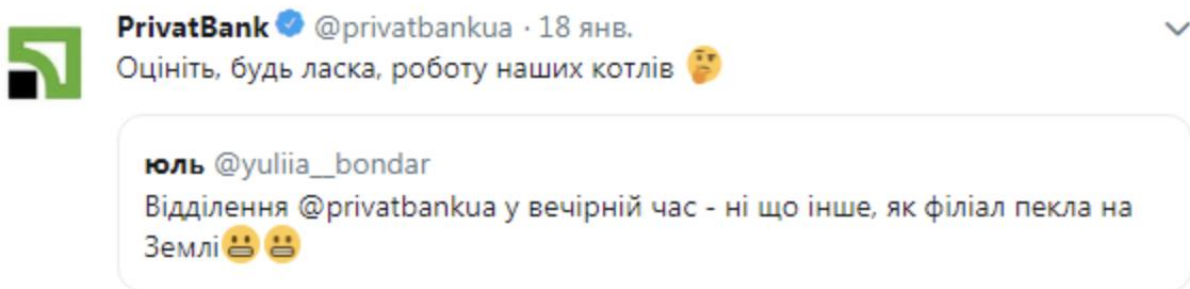 PrivatBank @privatbankua · 18 янв.
Оцініть, будь ласка, роботу наших котлів 🤔
юль @yuliia__bondar
Відділення @privatbankua у вечірній час - ні що інше, як філіал пекла на
Землі😬😬